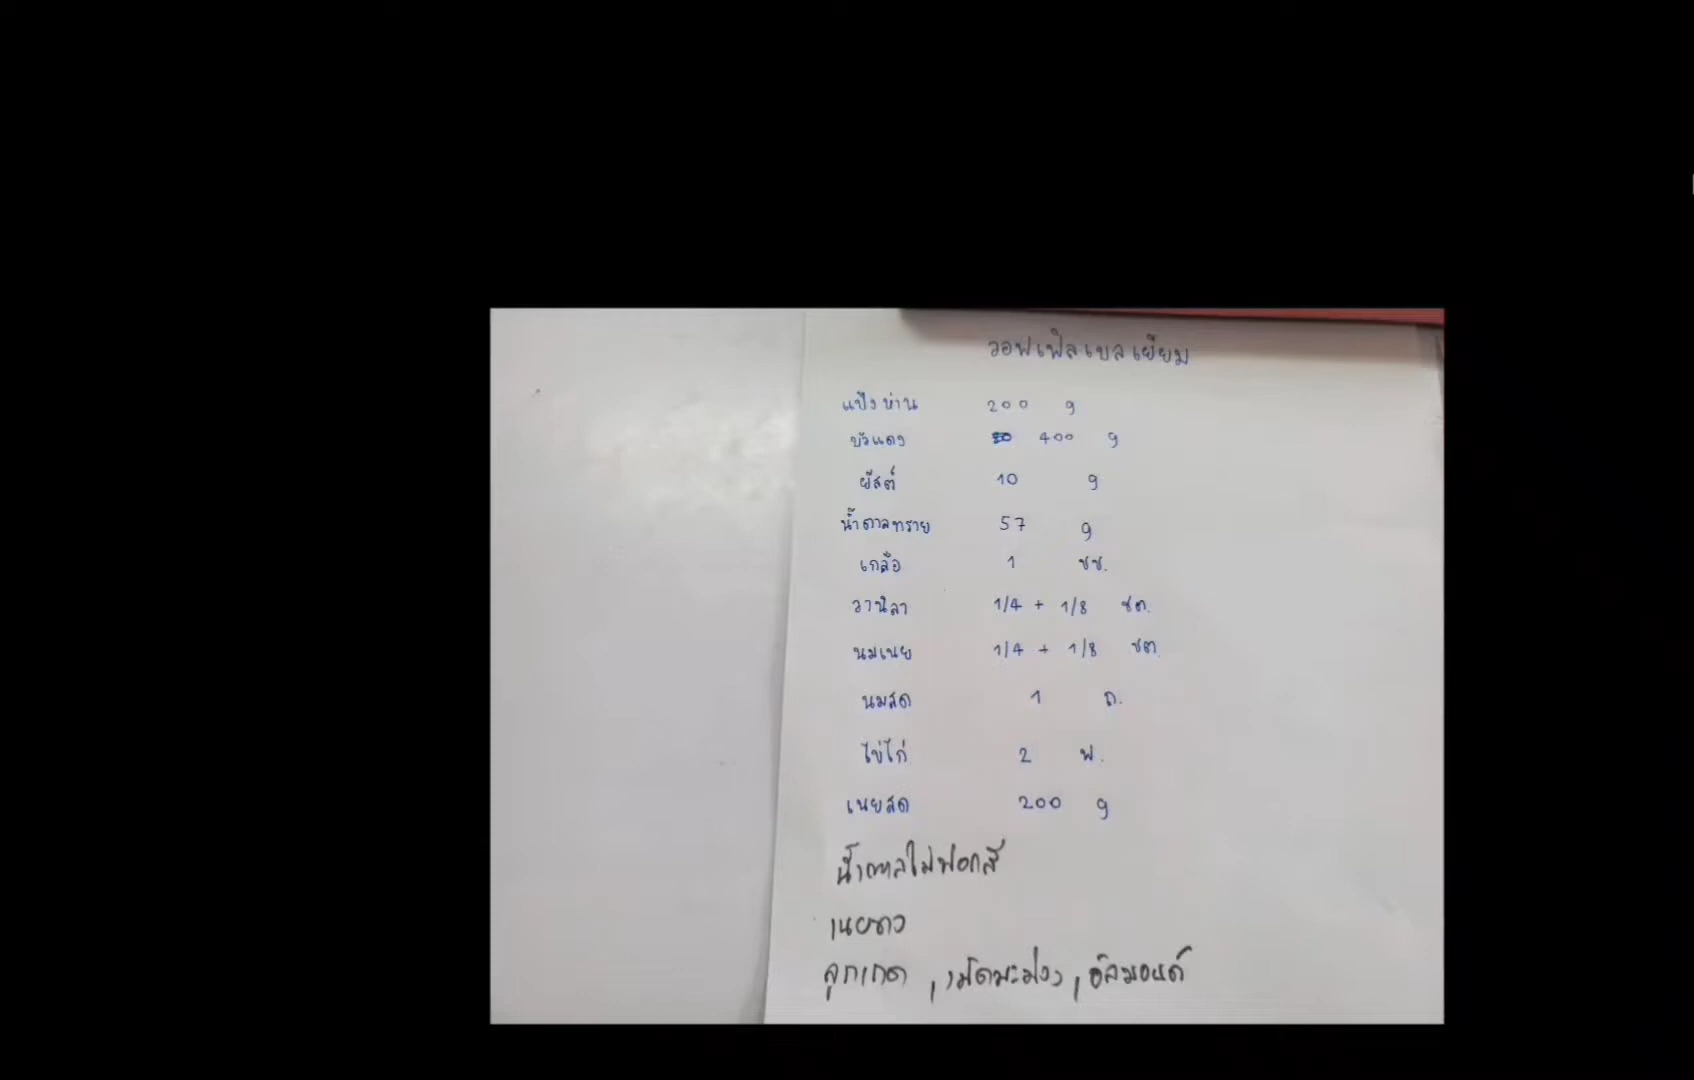 วอฟเฟิลเบลเยียม
แป้งห่าน 200 g
บัวแดง 400 g
ยีสต์ 10 g
น้ำตาลทราย 57 g
เกลือ 1 ชช.
วานิลา 1/4 + 1/8 ชต.
นมเนย 1/4 + 1/8 ชต.
นมสด 1 ถ.
ไข่ไก่ 2 ฟ.
เนยสด 200 g
น้ำตาลไม่ฟอกสี
เนยขาว
ลูกเกด , เม็ดมะม่วง , อัลมอนด์